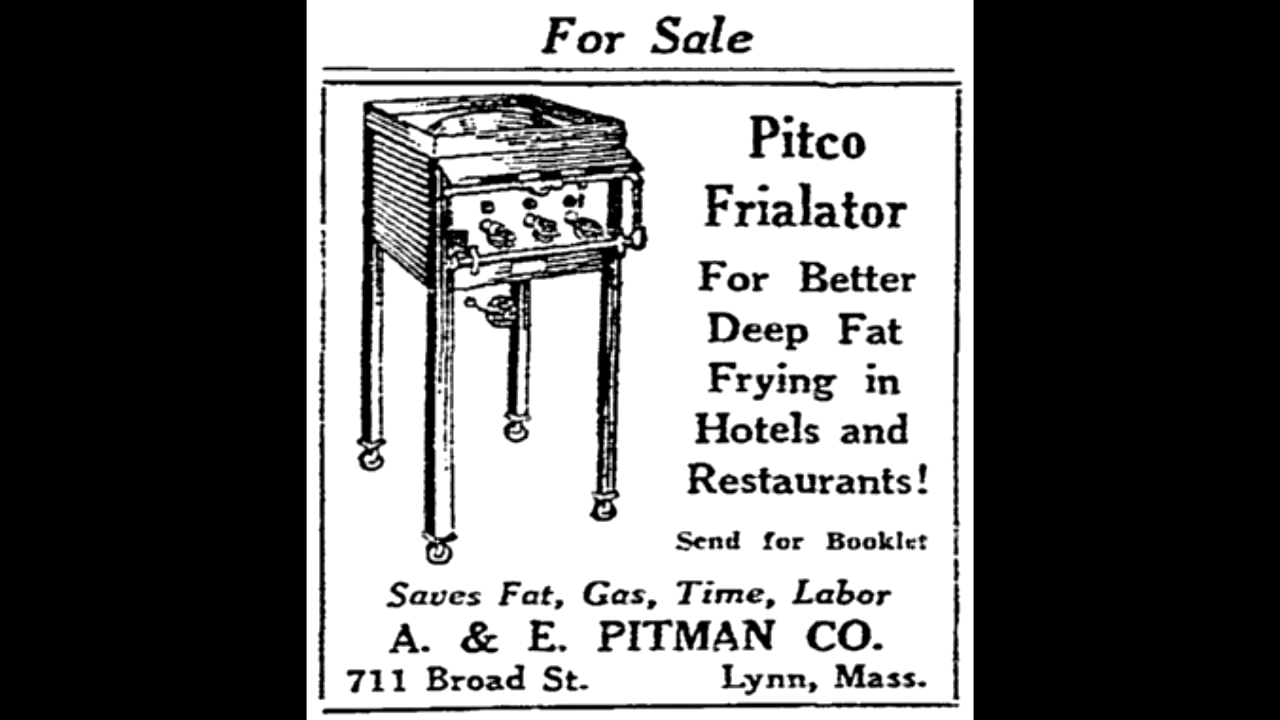 For Sale
Pitco
Frialator
For Better
Deep Fat
Frying in
Hotels and
Restaurants!
Send for Booklet
Saves Fat, Gas, Time, Labor
A. & E. PITMAN CO.
711 Broad St. Lynn, Mass.